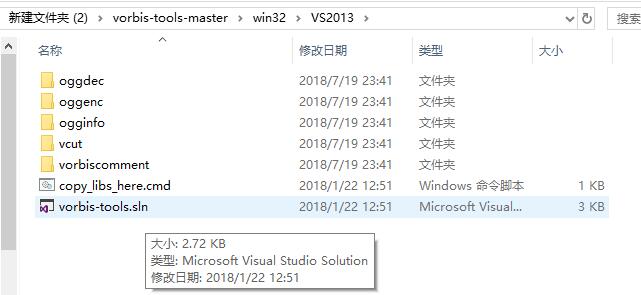 新建文件夹 (2) › vorbis-tools-master › win32 › VS2013 ›
搜索
名称 修改日期 类型 大小
oggdec 2018/7/19 23:41 文件夹
oggenc 2018/7/19 23:41 文件夹
ogginfo 2018/7/19 23:41 文件夹
vcut 2018/7/19 23:41 文件夹
vorbiscomment 2018/7/19 23:41 文件夹
copy_libs_here.cmd 2018/1/22 12:51 Windows 命令脚本 1 KB
vorbis-tools.sln 2018/1/22 12:51 Microsoft Visual... 3 KB
大小: 2.72 KB
类型: Microsoft Visual Studio Solution
修改日期: 2018/1/22 12:51